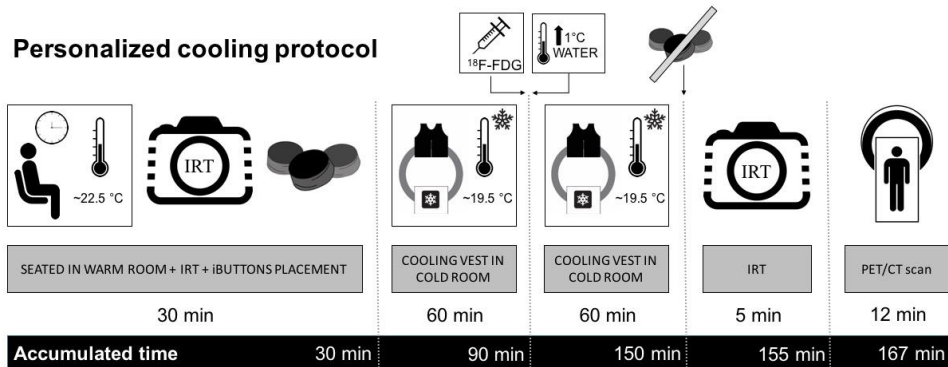 Personalized cooling protocol
¹⁸F-FDG
1°C
WATER
~22.5 °C
IRT
~19.5 °C
~19.5 °C
IRT
SEATED IN WARM ROOM + IRT + iBUTTONS PLACEMENT
COOLING VEST IN
COLD ROOM
COOLING VEST IN
COLD ROOM
IRT
PET/CT scan
30 min
60 min
60 min
5 min
12 min
Accumulated time 30 min 90 min 150 min 155 min 167 min